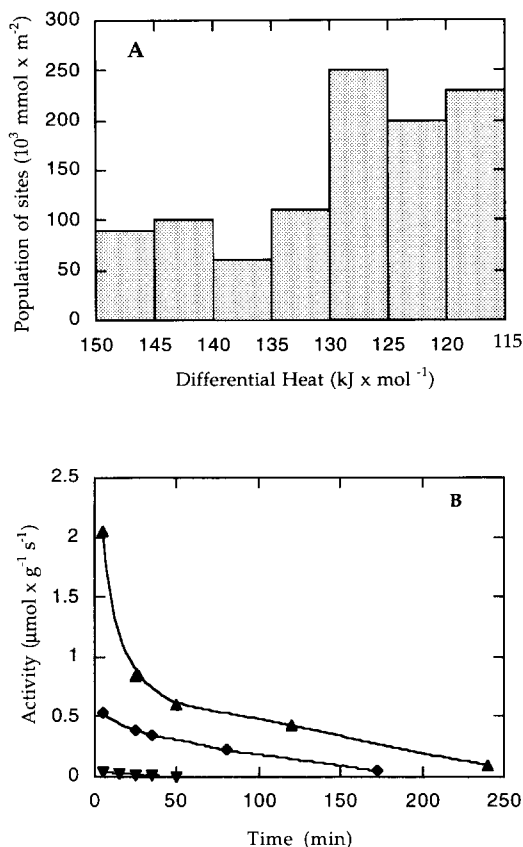 A
Population of sites (10³ mmol x m⁻²)
300
250
200
150
100
50
0
150 145 140 135 130 125 120 115
Differential Heat (kJ x mol ⁻¹)
B
Activity (μmol x g⁻¹ s⁻¹)
2.5
2
1.5
1
0.5
0
0 50 100 150 200 250
Time (min)